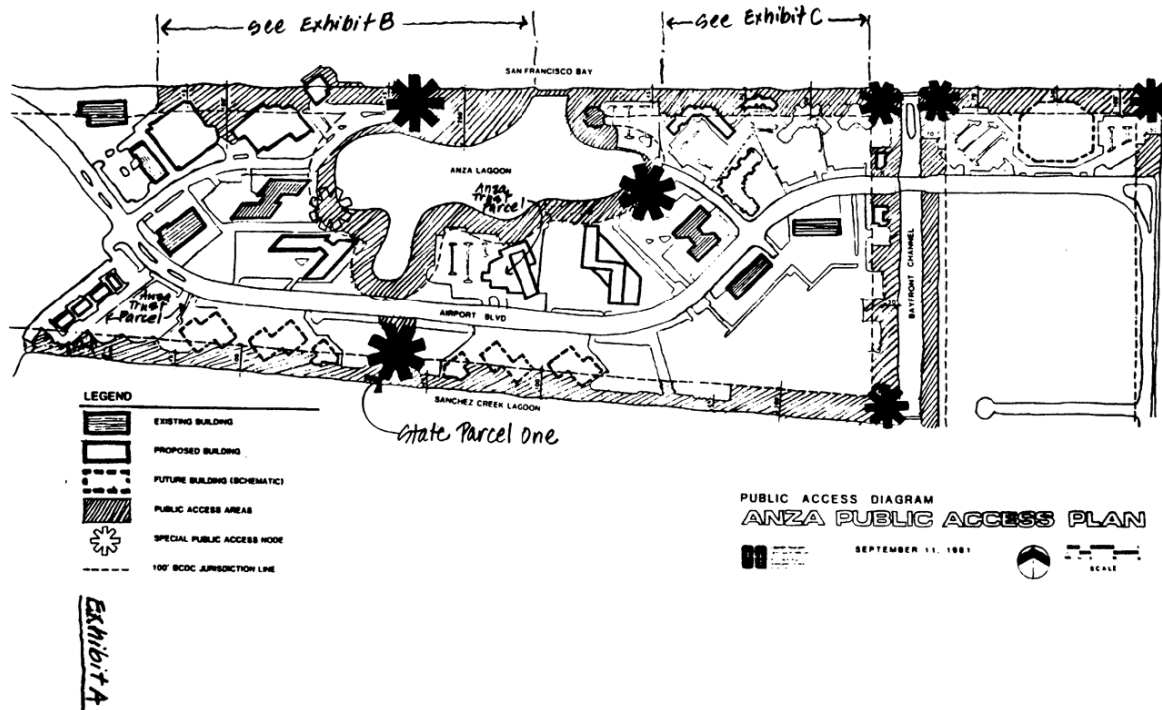 see Exhibit B
see Exhibit C
SAN FRANCISCO BAY
ANZA LAGOON
Anza
Trust
Parcel
BAYFRONT CHANNEL
Anza
Trust
Parcel
AIRPORT BLVD
SANCHEZ CREEK LAGOON
State Parcel One
LEGEND
EXISTING BUILDING
PROPOSED BUILDING
FUTURE BUILDING (SCHEMATIC)
PUBLIC ACCESS AREAS
SPECIAL PUBLIC ACCESS NODE
100' BCDC JURISDICTION LINE
PUBLIC ACCESS DIAGRAM
ANZA PUBLIC ACCESS PLAN
SEPTEMBER 11, 1981
SCALE
Exhibit A